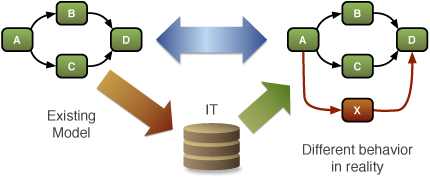 B
A
D
C
Existing
Model
IT
B
A
D
C
X
Different behavior
in reality